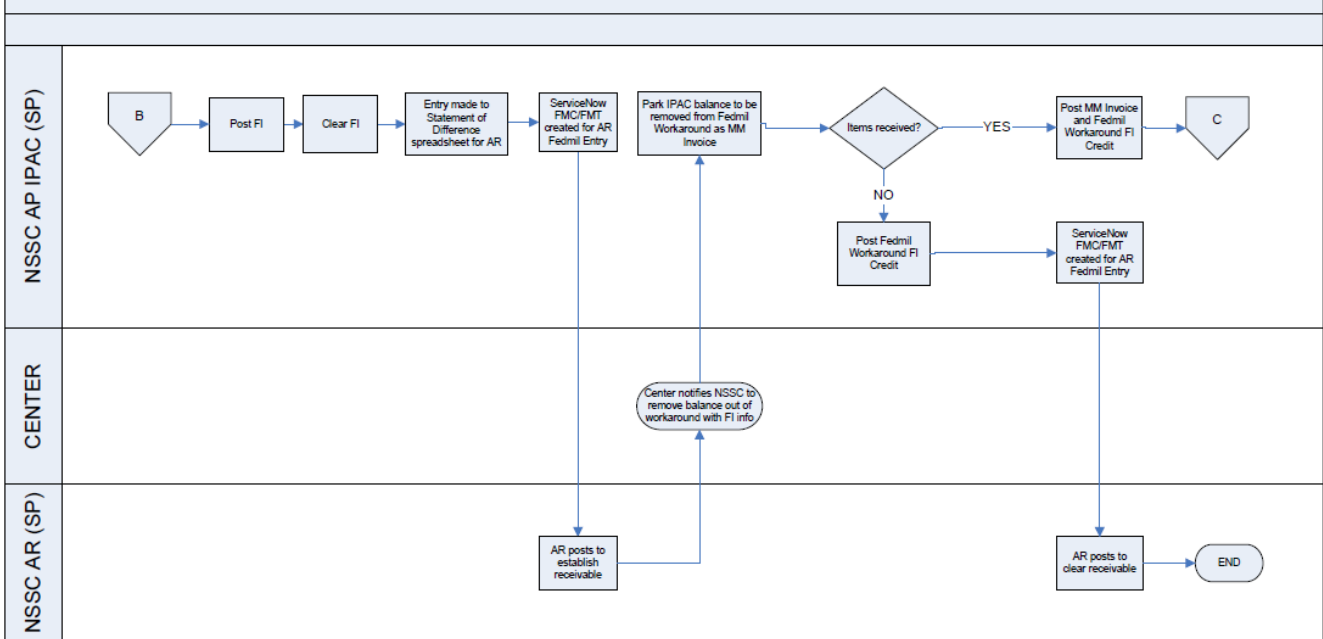 NSSC AP IPAC (SP)
B
Post FI
Clear FI
Entry made to
Statement of
Difference
spreadsheet for AR
ServiceNow
FMC/FMT
created for AR
Fedmil Entry
Park IPAC balance to be
removed from Fedmil
Workaround as MM
Invoice
Items received?
YES
Post MM Invoice
and Fedmil
Workaround FI
Credit
C
NO
Post Fedmil
Workaround FI
Credit
ServiceNow
FMC/FMT
created for AR
Fedmil Entry
CENTER
Center notifies NSSC to
remove balance out of
workaround with FI info
NSSC AR (SP)
AR posts to
establish
receivable
AR posts to
clear receivable
END